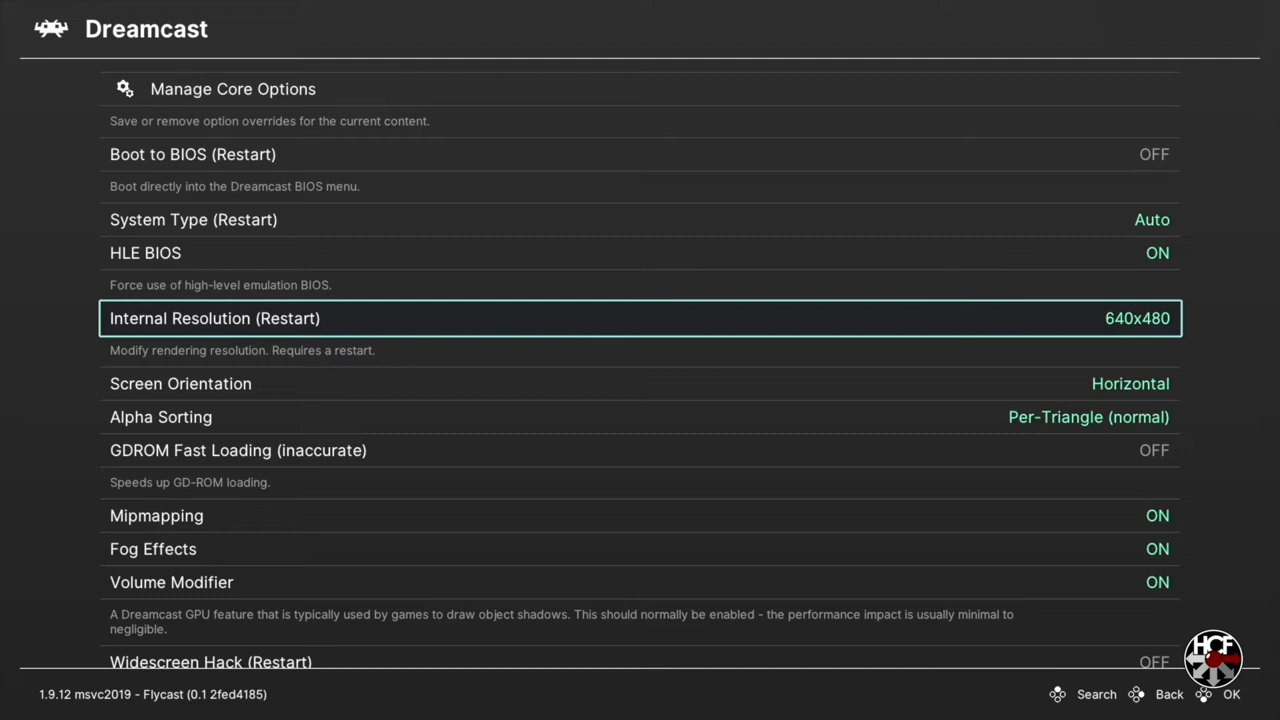 Dreamcast
Manage Core Options
Save or remove option overrides for the current content.
Boot to BIOS (Restart) OFF
Boot directly into the Dreamcast BIOS menu.
System Type (Restart) Auto
HLE BIOS ON
Force use of high-level emulation BIOS.
Internal Resolution (Restart) 640x480
Modify rendering resolution. Requires a restart.
Screen Orientation Horizontal
Alpha Sorting Per-Triangle (normal)
GDROM Fast Loading (inaccurate) OFF
Speeds up GD-ROM loading.
Mipmapping ON
Fog Effects ON
Volume Modifier ON
A Dreamcast GPU feature that is typically used by games to draw object shadows. This should normally be enabled - the performance impact is usually minimal to
negligible.
Widescreen Hack (Restart) OFF
HCF
1.9.12 msvc2019 - Flycast (0.1 2fed4185) Search Back OK